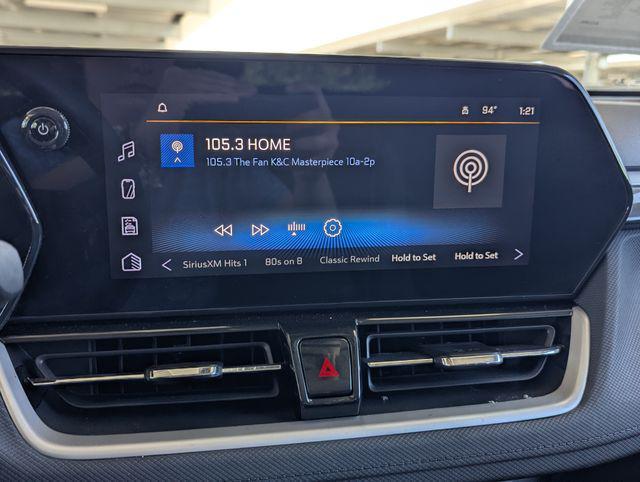 94° 1:21
105.3 HOME
105.3 The Fan K&C Masterpiece 10a-2p
SiriusXM Hits 1 80s on 8 Classic Rewind Hold to Set Hold to Set